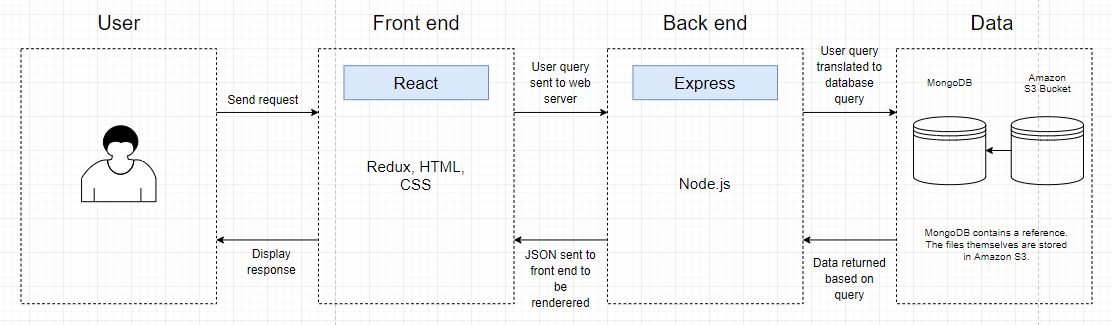 User
Front end
Back end
Data
React
Express
MongoDB
Amazon
S3 Bucket
Send request
User query
sent to web
server
User query
translated to
database
query
Redux, HTML,
CSS
Node.js
Display
response
JSON sent to
front end to
be
renderered
Data returned
based on
query
MongoDB contains a reference.
The files themselves are stored
in Amazon S3.